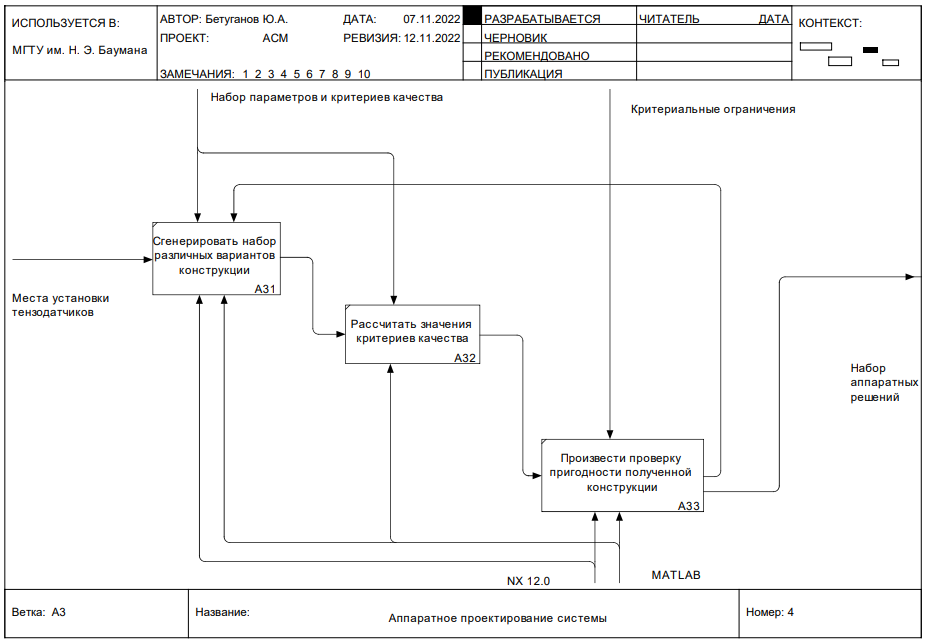 ИСПОЛЬЗУЕТСЯ В:
МГТУ им. Н. Э. Баумана
АВТОР: Бетуганов Ю.А.
ДАТА: 07.11.2022
ПРОЕКТ: АСМ
РЕВИЗИЯ: 12.11.2022
ЗАМЕЧАНИЯ: 1 2 3 4 5 6 7 8 9 10
РАЗРАБАТЫВАЕТСЯ
ЧЕРНОВИК
РЕКОМЕНДОВАНО
ПУБЛИКАЦИЯ
ЧИТАТЕЛЬ
ДАТА
КОНТЕКСТ:
Набор параметров и критериев качества
Критериальные ограничения
Сгенерировать набор
различных вариантов
конструкции
A31
Места установки
тензодатчиков
Рассчитать значения
критериев качества
A32
Набор
аппаратных
решений
Произвести проверку
пригодности полученной
конструкции
A33
NX 12.0
MATLAB
Ветка: A3
Название:
Аппаратное проектирование системы
Номер: 4